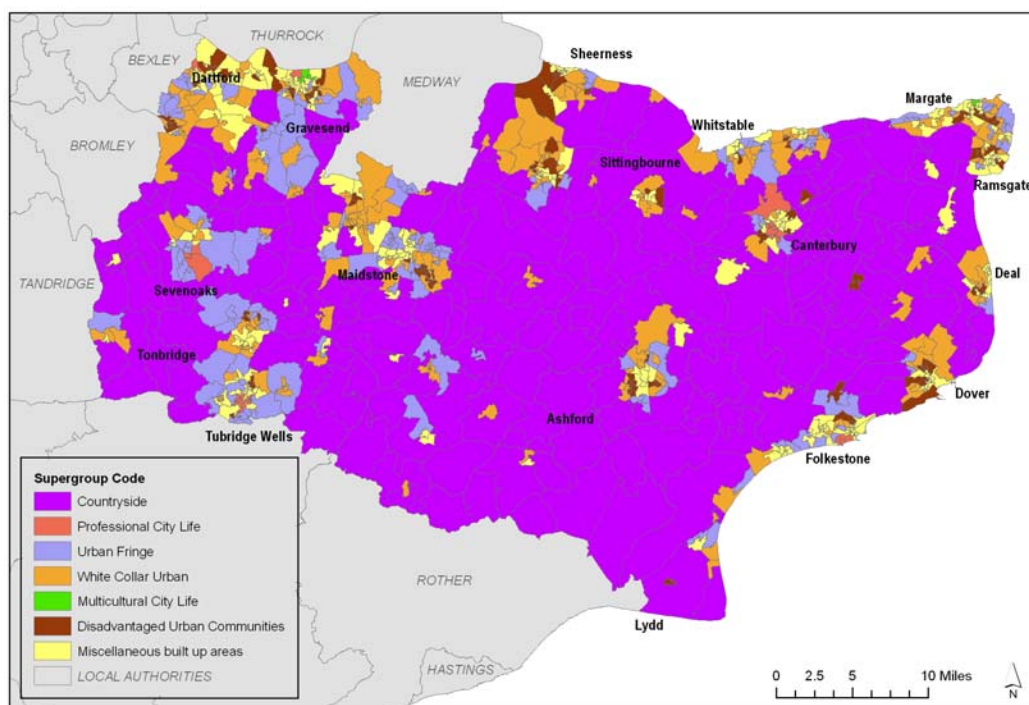 THURROCK
BEXLEY
Sheerness
Dartford
MEDWAY
Margate
Gravesend
Whitstable
BROMLEY
Sittingbourne
Ramsgate
Canterbury
Maidstone
TANDRIDGE
Deal
Sevenoaks
Tonbridge
Dover
Ashford
Tubridge Wells
Folkestone
Supergroup Code
Countryside
Professional City Life
Urban Fringe
White Collar Urban
Multicultural City Life
Disadvantaged Urban Communities
Miscellaneous built up areas
LOCAL AUTHORITIES
ROTHER
Lydd
HASTINGS
0 2.5 5 10 Miles
N